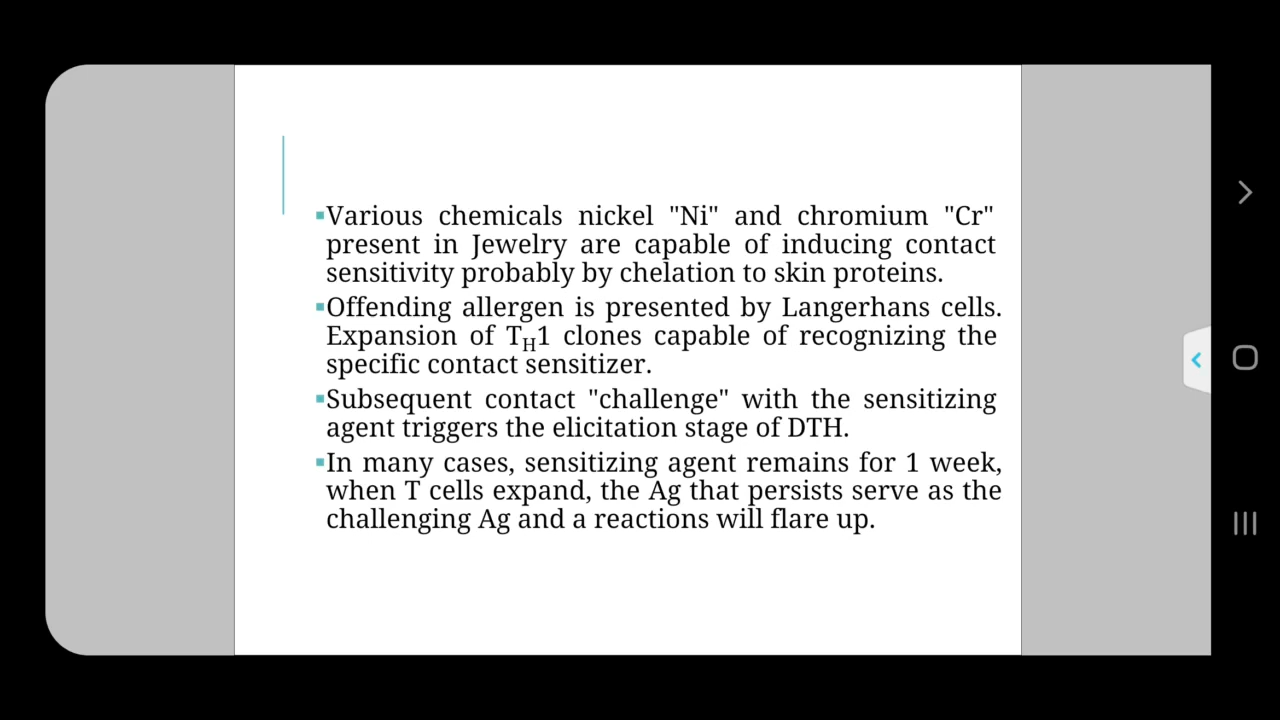 ▪Various chemicals nickel "Ni" and chromium "Cr"
present in Jewelry are capable of inducing contact
sensitivity probably by chelation to skin proteins.
▪Offending allergen is presented by Langerhans cells.
Expansion of TH1 clones capable of recognizing the
specific contact sensitizer.
▪Subsequent contact "challenge" with the sensitizing
agent triggers the elicitation stage of DTH.
▪In many cases, sensitizing agent remains for 1 week,
when T cells expand, the Ag that persists serve as the
challenging Ag and a reactions will flare up.